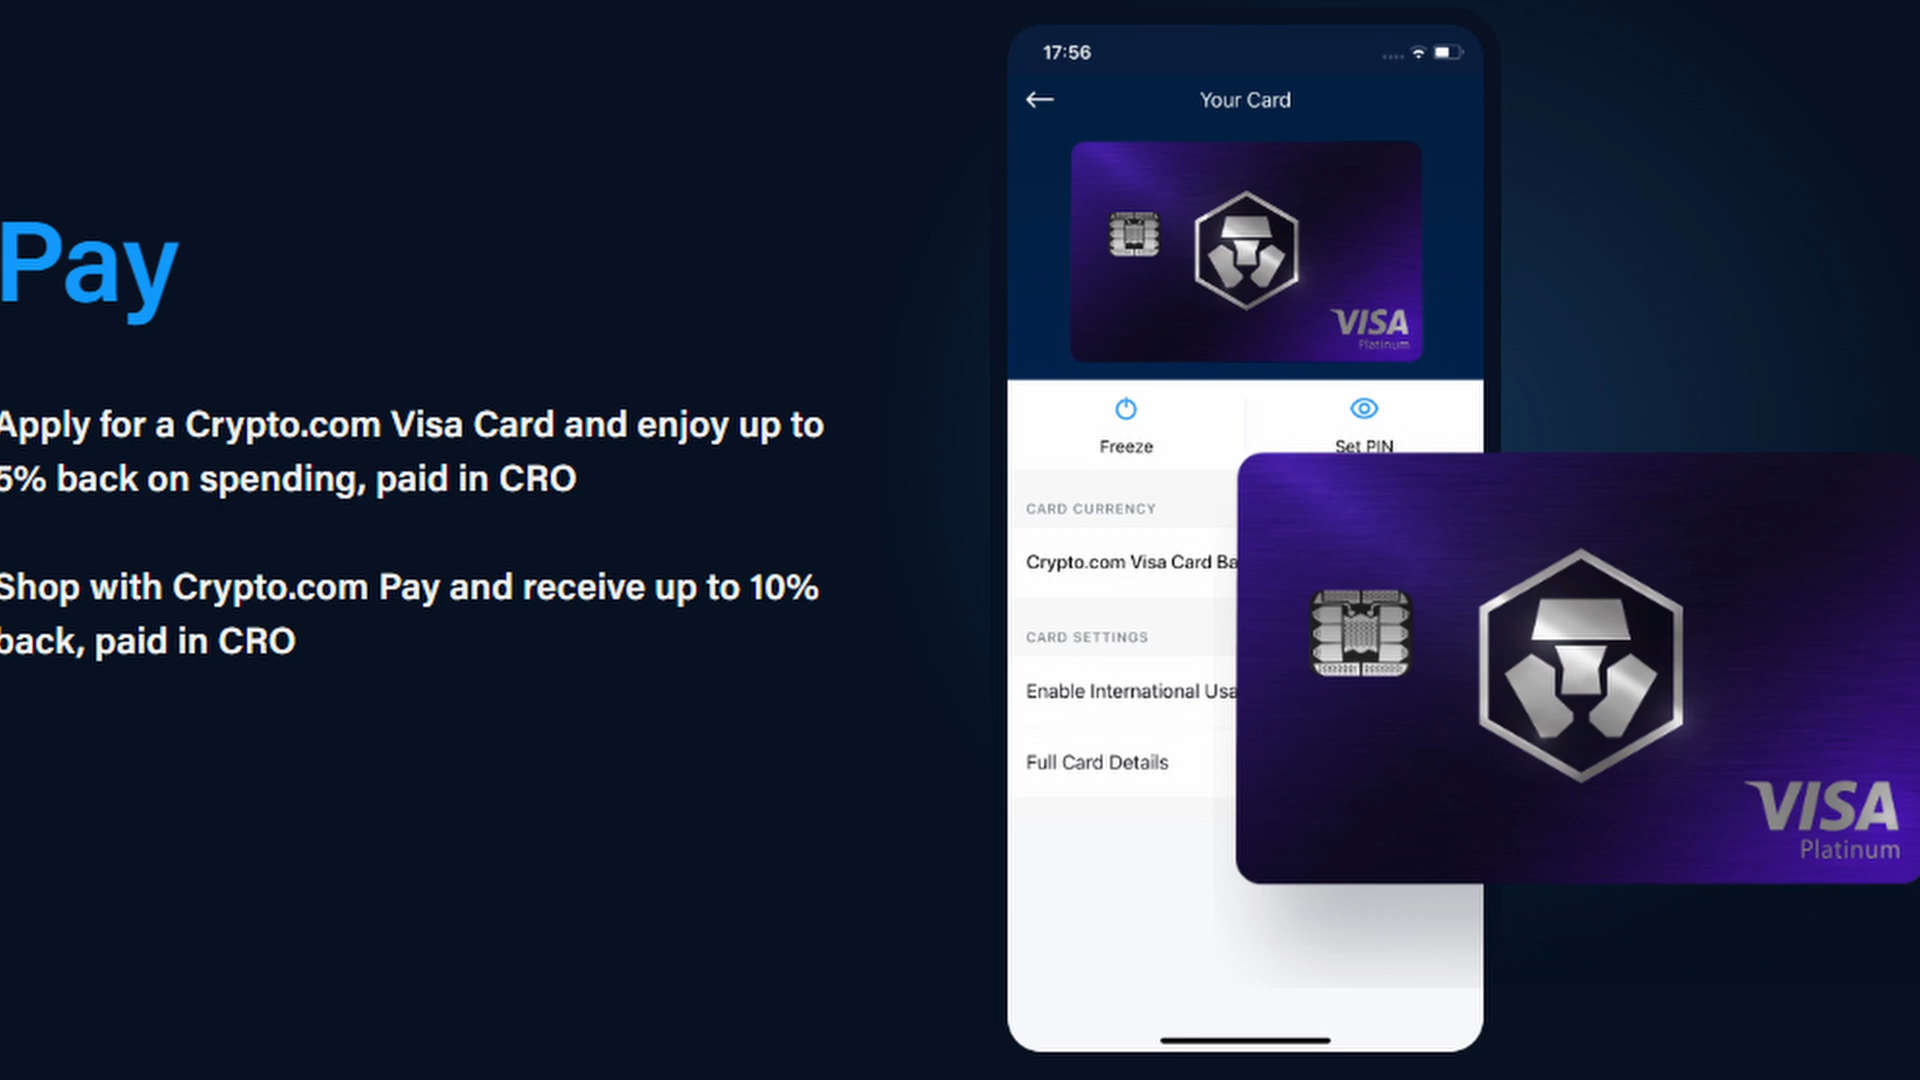 Pay
Apply for a Crypto.com Visa Card and enjoy up to
5% back on spending, paid in CRO
Shop with Crypto.com Pay and receive up to 10%
back, paid in CRO
17:56
Your Card
VISA
Platinum
Freeze
Set PIN
CARD CURRENCY
Crypto.com Visa Card Ba
CARD SETTINGS
Enable International Usa
Full Card Details
VISA
Platinum